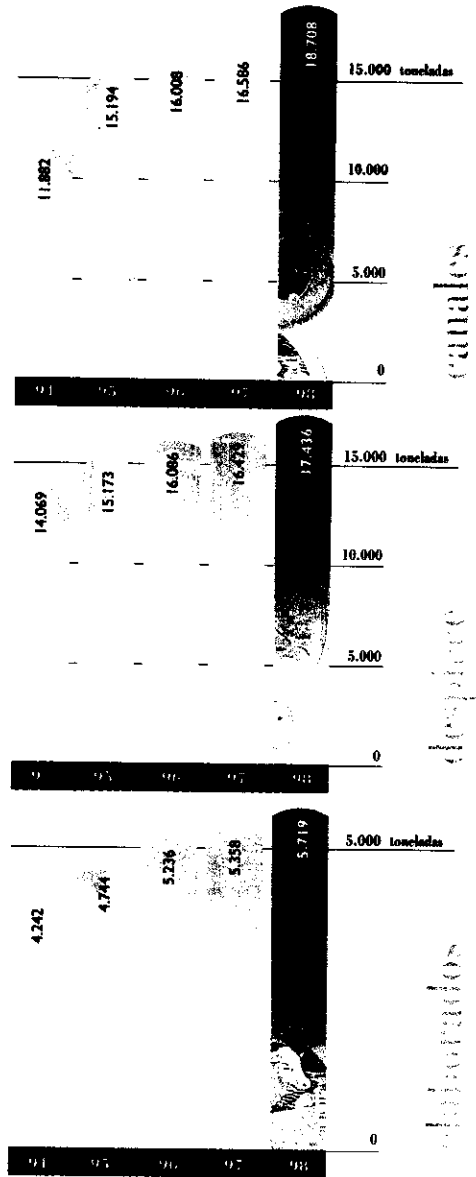 11.882
15.194
16.008
16.586
18.708
15.000 toneladas
10.000
5.000
0
94 95 96 97 98
canales
14.069
15.173
16.086
17.436
15.000 toneladas
10.000
5.000
0
95 96 97 98
despiece
4.242
4.744
5.236
5.358
5.719
5.000 toneladas
0
94 95 96 97 98
elaborados